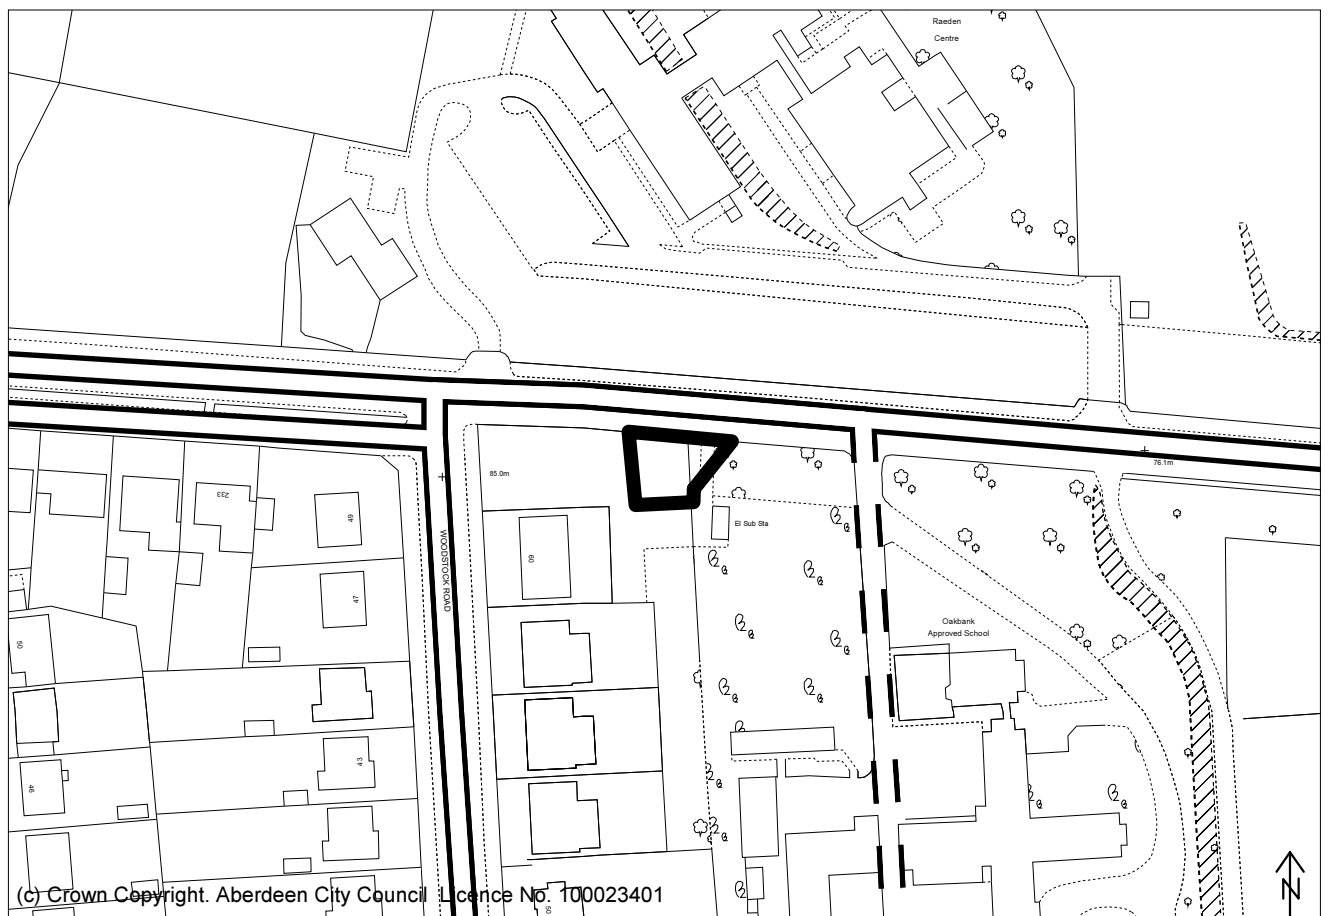 Raeden
Centre
76.1m
85.0m
233
49
El Sub Sta
WOODSTOCK ROAD
60
47
Oakbank
Approved School
50
43
46
(c) Crown Copyright. Aberdeen City Council Licence No. 100023401
50
N